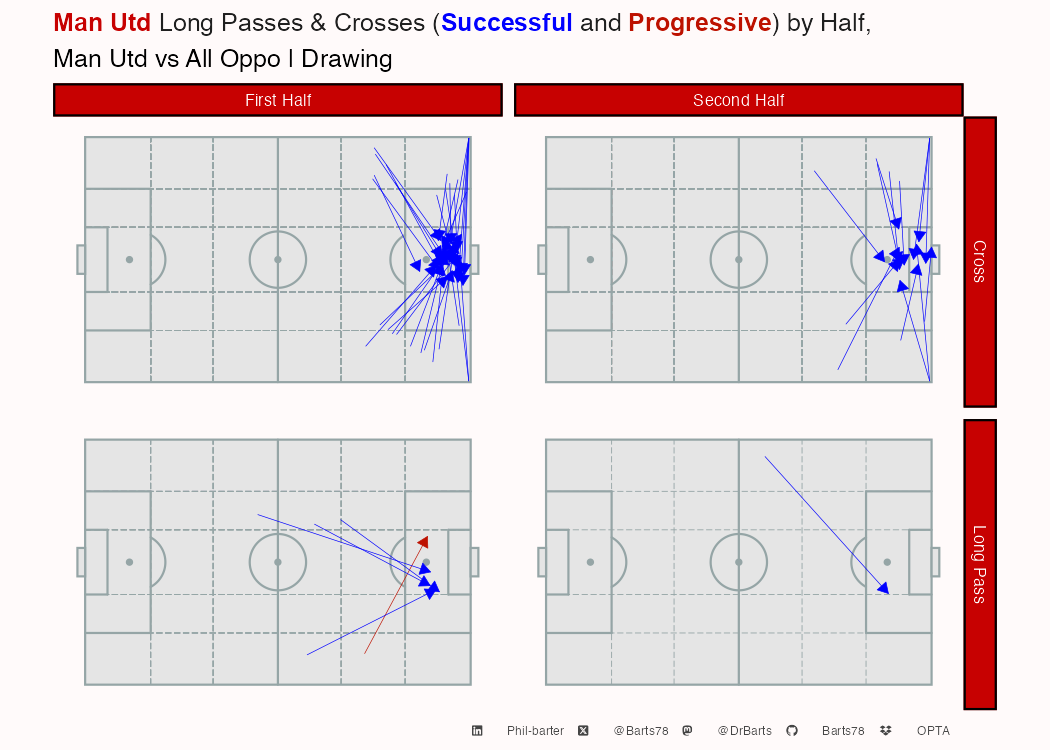 Man Utd Long Passes & Crosses (Successful and Progressive) by Half,
Man Utd vs All Oppo | Drawing
First Half
Second Half
Cross
Long Pass
Phil-barter @Barts78 @DrBarts Barts78 OPTA